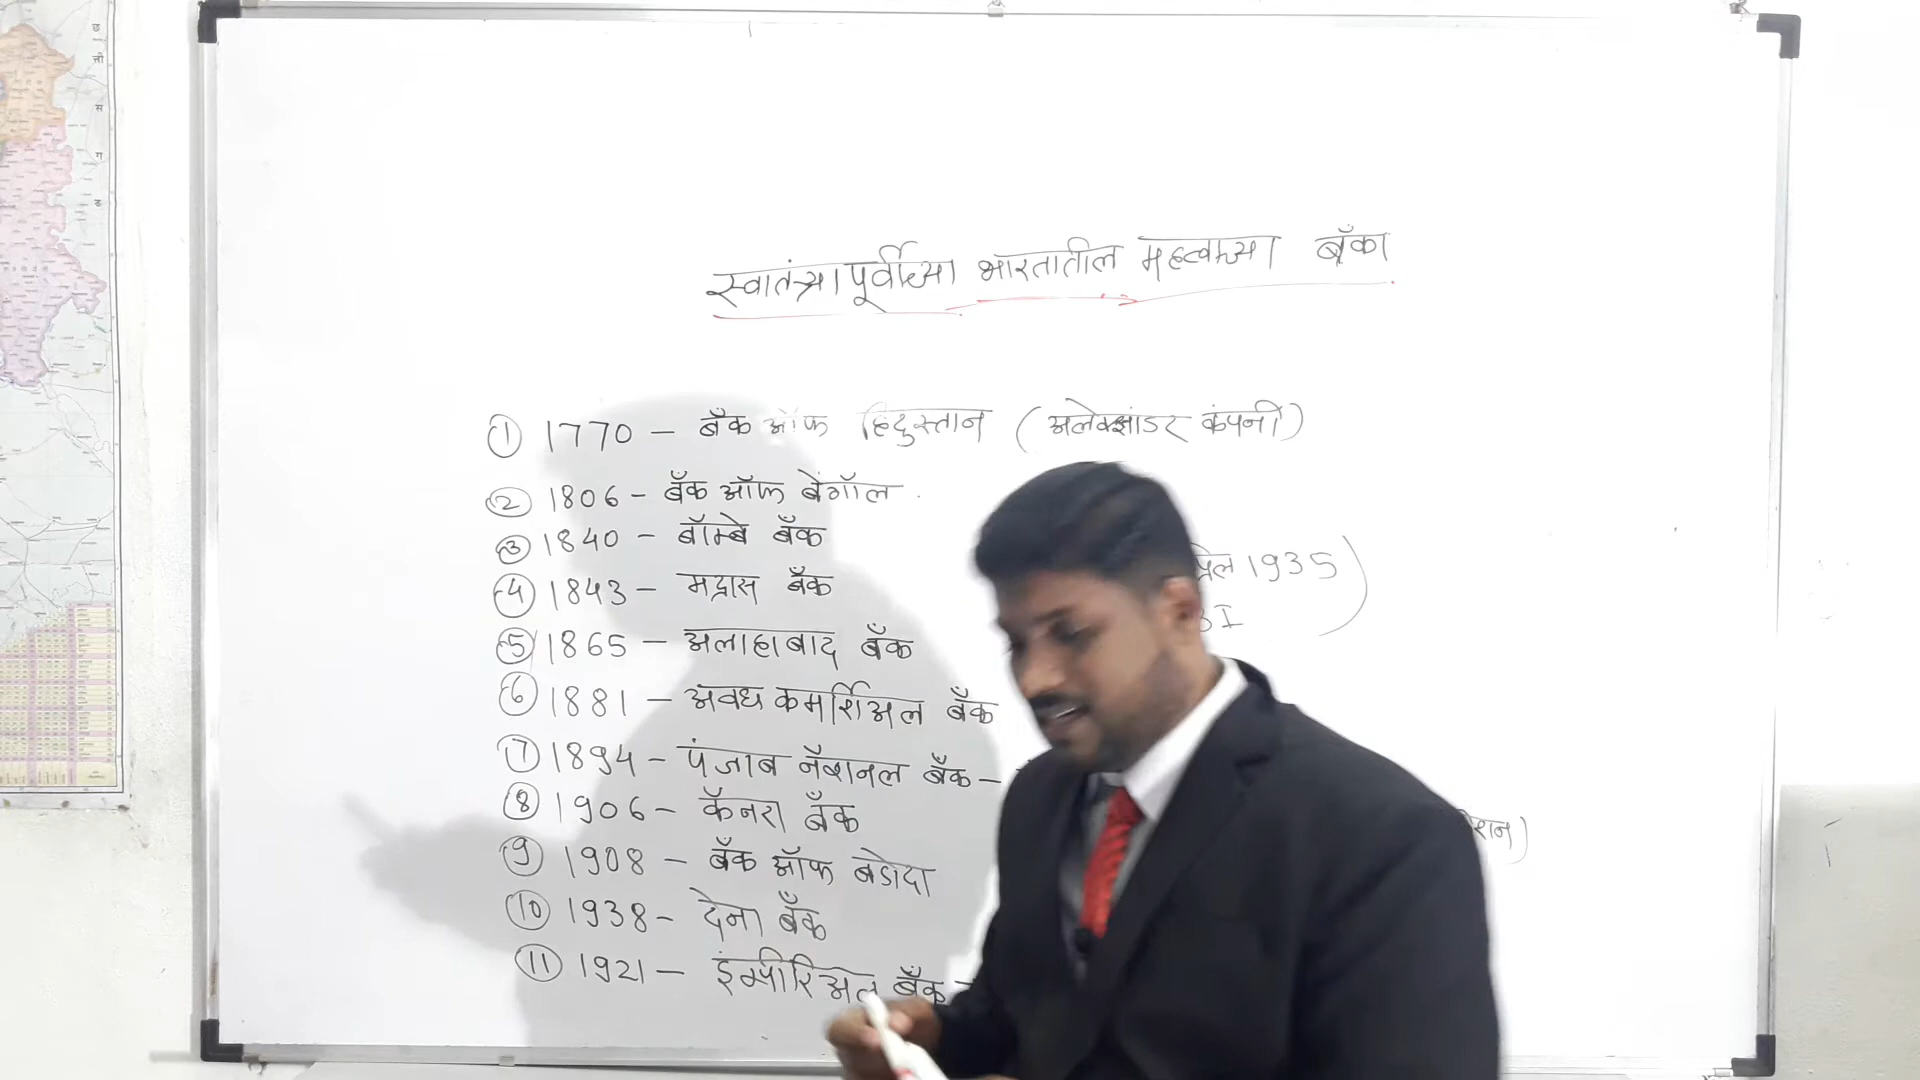 स्वातंत्र्यापूर्वीच्या भारतातील महत्वाच्या बँका
① 1770 – बँक ऑफ हिंदुस्तान (अलेक्झांडर कंपनी)
② 1806 – बँक ऑफ बेंगॉल
③ 1840 – बॉम्बे बँक
④ 1843 – मद्रास बँक
1935
⑤ 1865 – अलाहाबाद बँक
⑥ 1881 – अवध कमर्शिअल बँक
⑦ 1894 – पंजाब नॅशनल बँक –
⑧ 1906 – कॅनरा बँक
⑨ 1908 – बँक ऑफ बडोदा
⑩ 1938 – देना बँक
⑪ 1921 – इंम्पीरिअल बँक